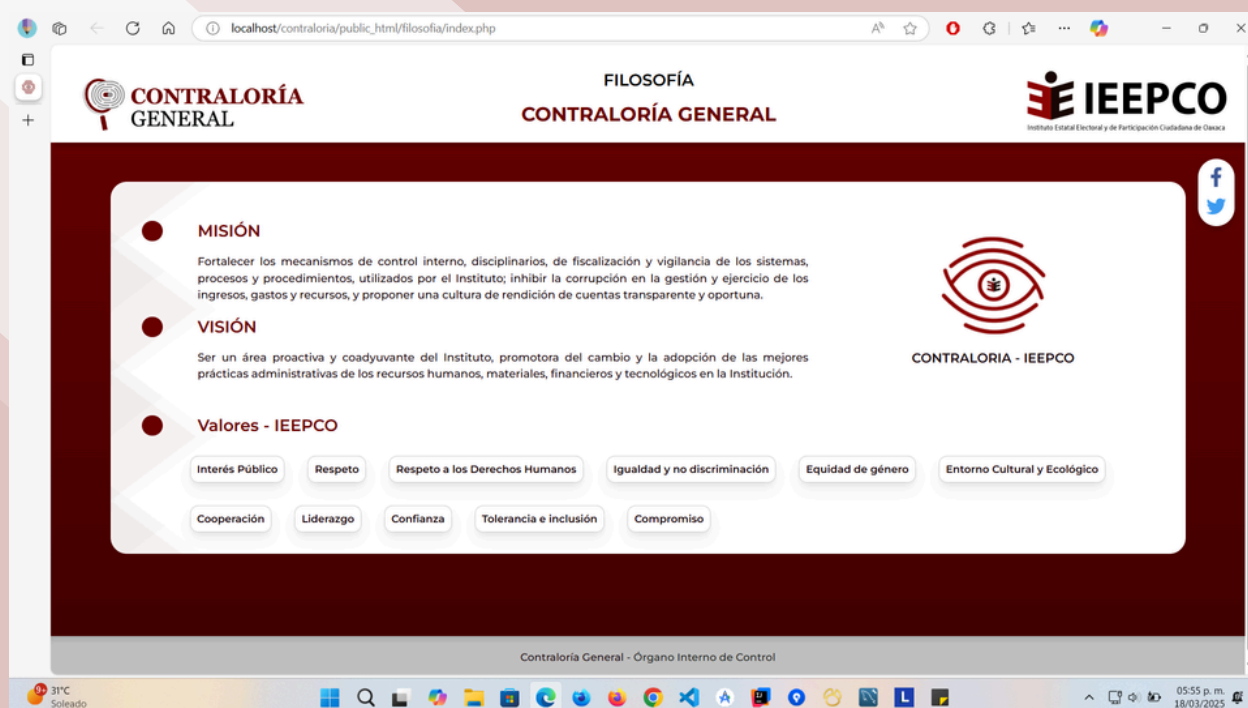 localhost/contraloria/public_html/filosofia/index.php
CONTRALORÍA
GENERAL
FILOSOFÍA
CONTRALORÍA GENERAL
IEEPCO
Instituto Estatal Electoral y de Participación Ciudadana de Oaxaca
MISIÓN
Fortalecer los mecanismos de control interno, disciplinarios, de fiscalización y vigilancia de los sistemas,
procesos y procedimientos, utilizados por el Instituto; inhibir la corrupción en la gestión y ejercicio de los
ingresos, gastos y recursos, y proponer una cultura de rendición de cuentas transparente y oportuna.
VISIÓN
Ser un área proactiva y coadyuvante del Instituto, promotora del cambio y la adopción de las mejores
prácticas administrativas de los recursos humanos, materiales, financieros y tecnológicos en la Institución.
CONTRALORIA - IEEPCO
Valores - IEEPCO
Interés Público Respeto Respeto a los Derechos Humanos Igualdad y no discriminación Equidad de género Entorno Cultural y Ecológico
Cooperación Liderazgo Confianza Tolerancia e inclusión Compromiso
Contraloría General - Órgano Interno de Control
9+ 31°C
Soleado
05:55 p. m.
18/03/2025